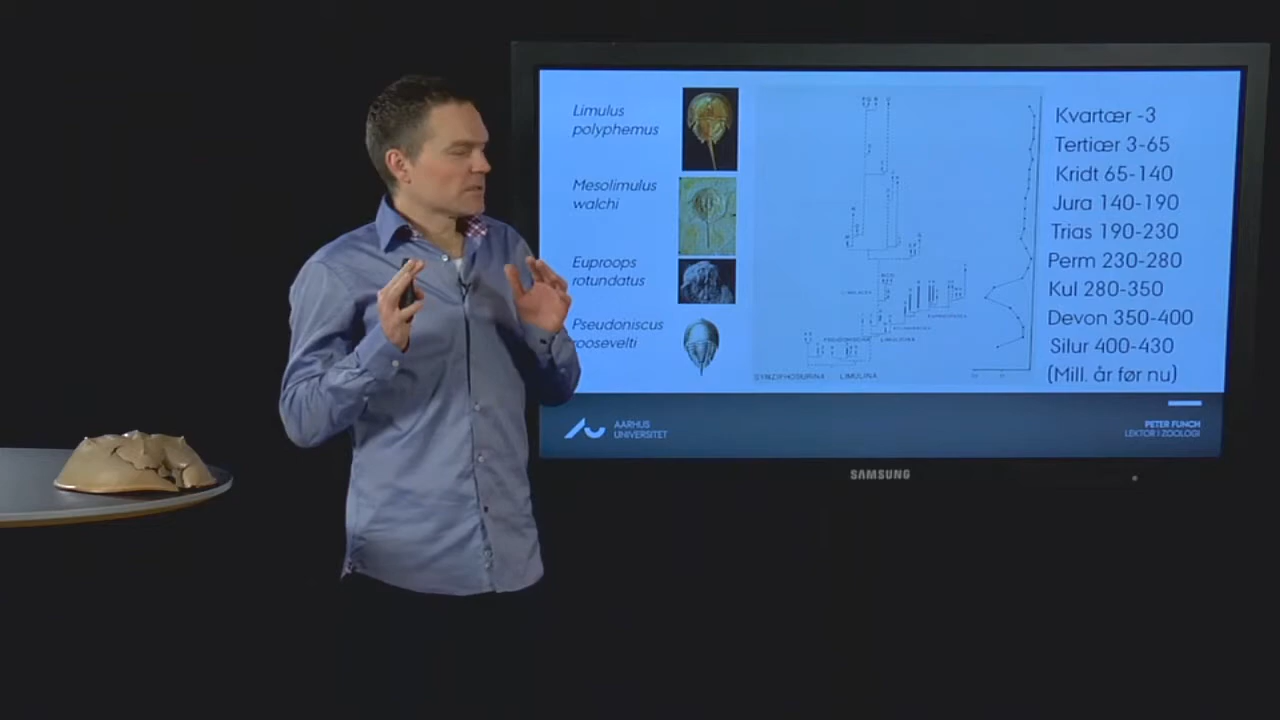 Limulus
polyphemus
Mesolimulus
walchi
Euproops
rotundatus
Pseudoniscus
roosevelti
SYNZIPHOSURINA
LIMULINA
Kvartær -3
Tertiær 3-65
Kridt 65-140
Jura 140-190
Trias 190-230
Perm 230-280
Kul 280-350
Devon 350-400
Silur 400-430
(Mill. år før nu)
AARHUS
UNIVERSITET
PETER FUNCH
LEKTOR I ZOOLOGI
SAMSUNG